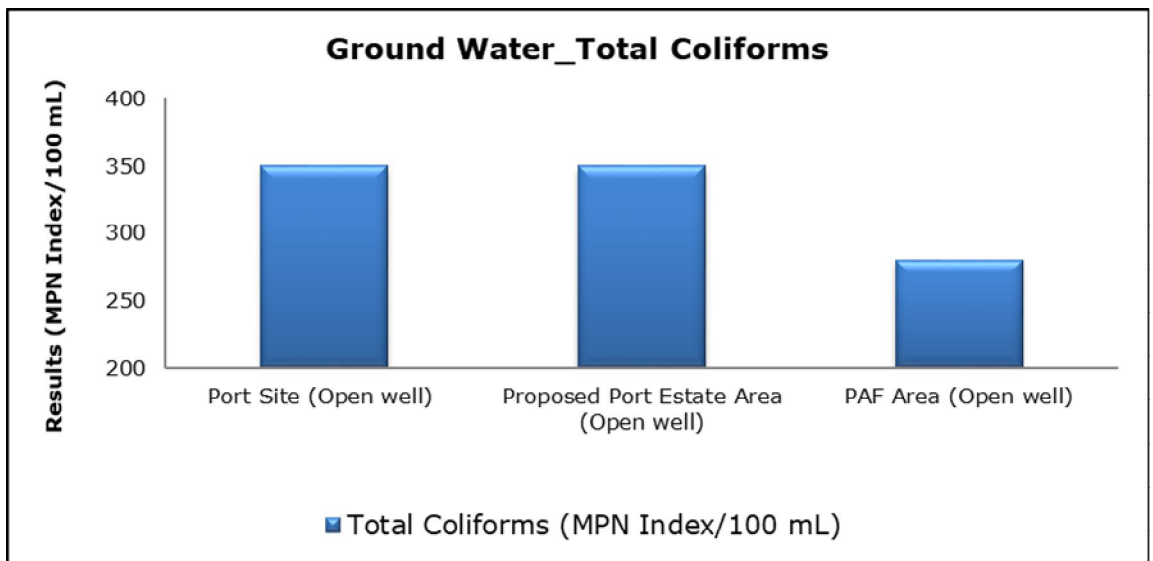 Ground Water_Total Coliforms
Results (MPN Index/100 mL)
400
350
300
250
200
Port Site (Open well)
Proposed Port Estate Area
(Open well)
PAF Area (Open well)
Total Coliforms (MPN Index/100 mL)